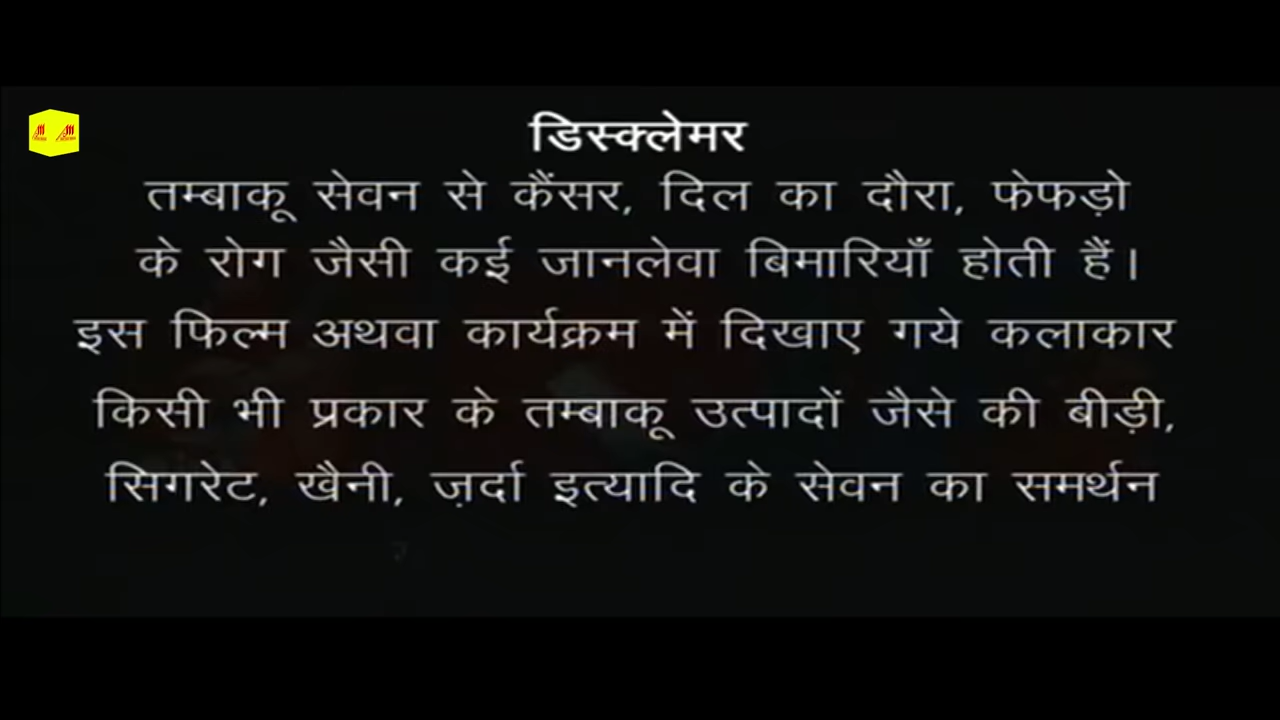 डिस्क्लेमर
तम्बाकू सेवन से कैंसर, दिल का दौरा, फेफड़ो
के रोग जैसी कई जानलेवा बिमारियाँ होती हैं।
इस फिल्म अथवा कार्यक्रम में दिखाए गये कलाकार
किसी भी प्रकार के तम्बाकू उत्पादों जैसे की बीड़ी,
सिगरेट, खैनी, ज़र्दा इत्यादि के सेवन का समर्थन